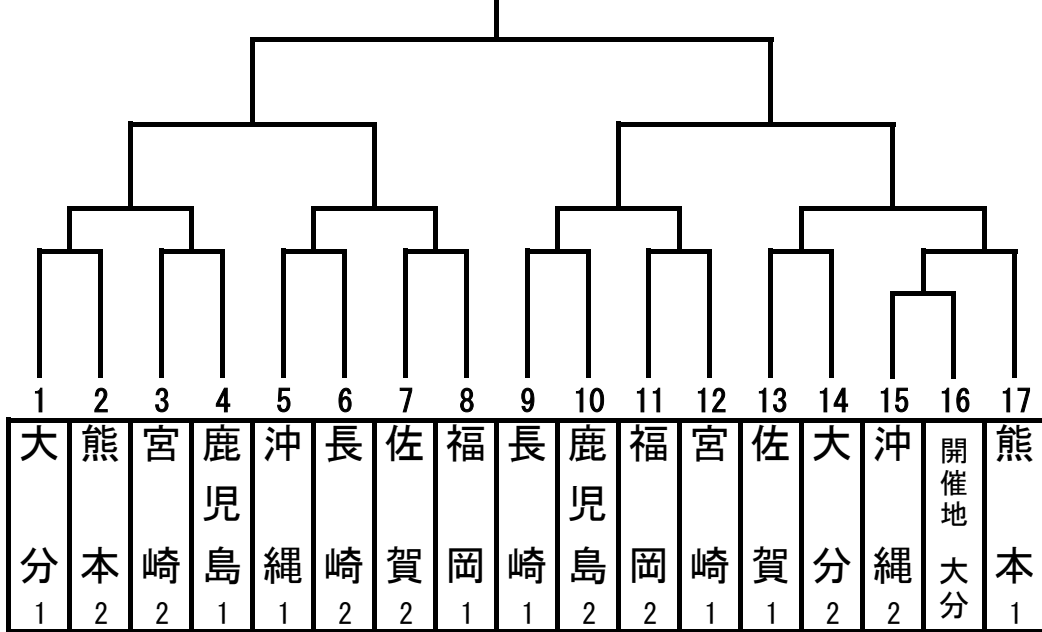 1 2 3 4 5 6 7 8 9 10 11 12 13 14 15 16 17
大分1
熊本2
宮崎2
鹿児島1
沖縄1
長崎2
佐賀2
福岡1
長崎1
鹿児島2
福岡2
宮崎1
佐賀1
大分2
沖縄2
開催地 大分
熊本1